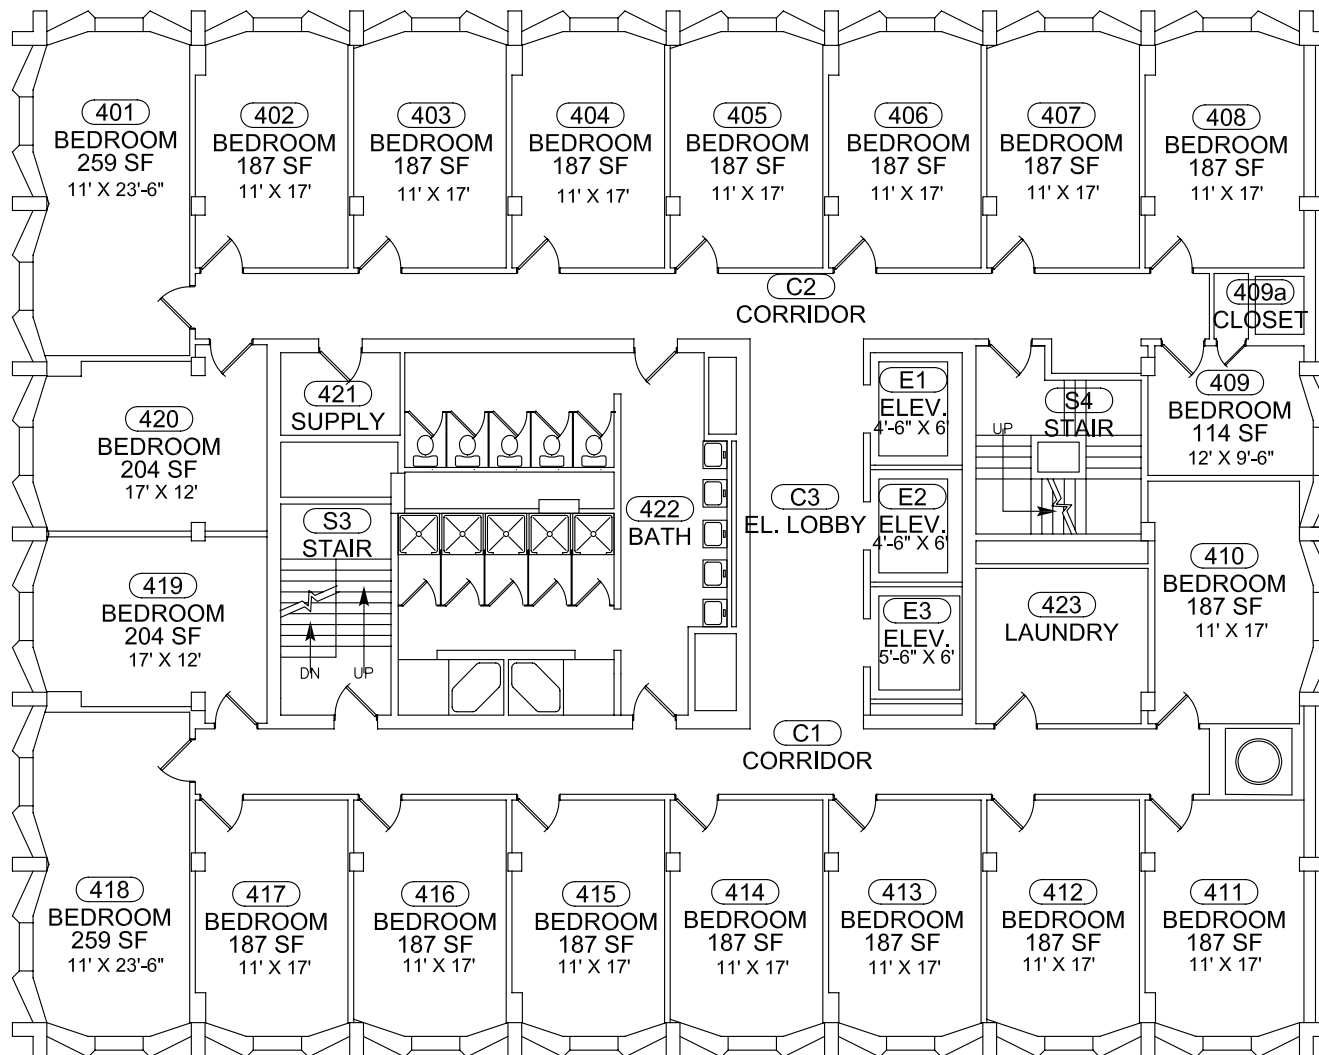 401
BEDROOM
259 SF
11' X 23'-6"
402
BEDROOM
187 SF
11' X 17'
403
BEDROOM
187 SF
11' X 17'
404
BEDROOM
187 SF
11' X 17'
405
BEDROOM
187 SF
11' X 17'
406
BEDROOM
187 SF
11' X 17'
407
BEDROOM
187 SF
11' X 17'
408
BEDROOM
187 SF
11' X 17'
C2
CORRIDOR
409a
CLOSET
421
SUPPLY
E1
ELEV.
4'-6" X 6'
S4
STAIR
UP
409
BEDROOM
114 SF
12' X 9'-6"
420
BEDROOM
204 SF
17' X 12'
S3
STAIR
DN
UP
422
BATH
C3
EL. LOBBY
E2
ELEV.
4'-6" X 6'
410
BEDROOM
187 SF
11' X 17'
419
BEDROOM
204 SF
17' X 12'
E3
ELEV.
5'-6" X 6'
423
LAUNDRY
C1
CORRIDOR
418
BEDROOM
259 SF
11' X 23'-6"
417
BEDROOM
187 SF
11' X 17'
416
BEDROOM
187 SF
11' X 17'
415
BEDROOM
187 SF
11' X 17'
414
BEDROOM
187 SF
11' X 17'
413
BEDROOM
187 SF
11' X 17'
412
BEDROOM
187 SF
11' X 17'
411
BEDROOM
187 SF
11' X 17'